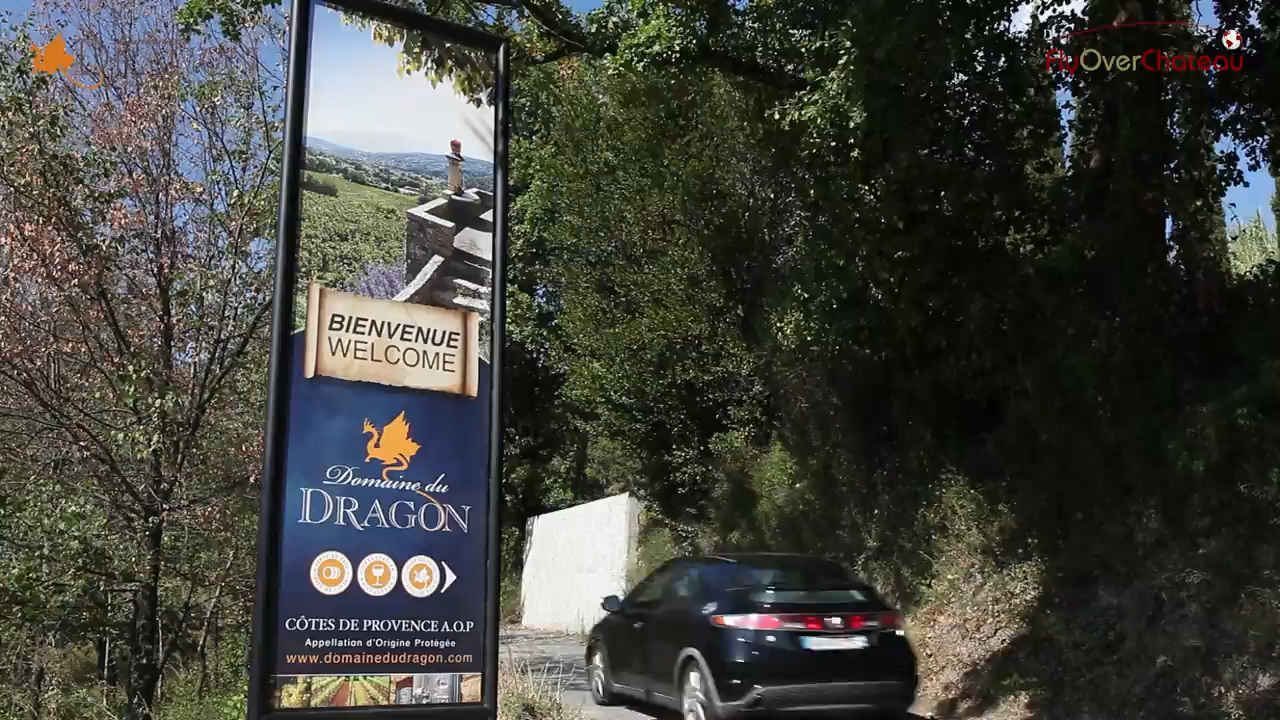 FlyOverChateau
BIENVENUE
WELCOME
Domaine du
DRAGON
CÔTES DE PROVENCE A.O.P
Appellation d'Origine Protégée
www.domainedudragon.com